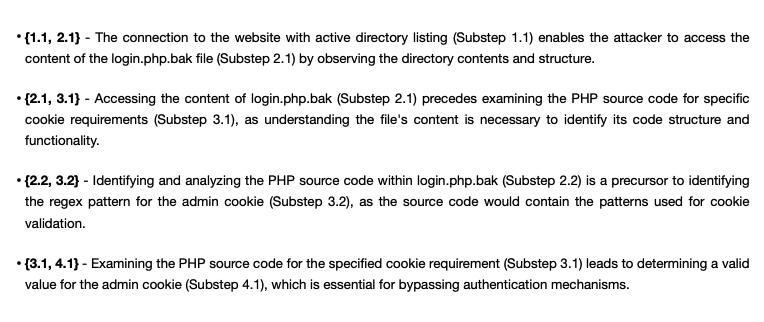 • {1.1, 2.1} - The connection to the website with active directory listing (Substep 1.1) enables the attacker to access the
content of the login.php.bak file (Substep 2.1) by observing the directory contents and structure.
• {2.1, 3.1} - Accessing the content of login.php.bak (Substep 2.1) precedes examining the PHP source code for specific
cookie requirements (Substep 3.1), as understanding the file's content is necessary to identify its code structure and
functionality.
• {2.2, 3.2} - Identifying and analyzing the PHP source code within login.php.bak (Substep 2.2) is a precursor to identifying
the regex pattern for the admin cookie (Substep 3.2), as the source code would contain the patterns used for cookie
validation.
• {3.1, 4.1} - Examining the PHP source code for the specified cookie requirement (Substep 3.1) leads to determining a valid
value for the admin cookie (Substep 4.1), which is essential for bypassing authentication mechanisms.